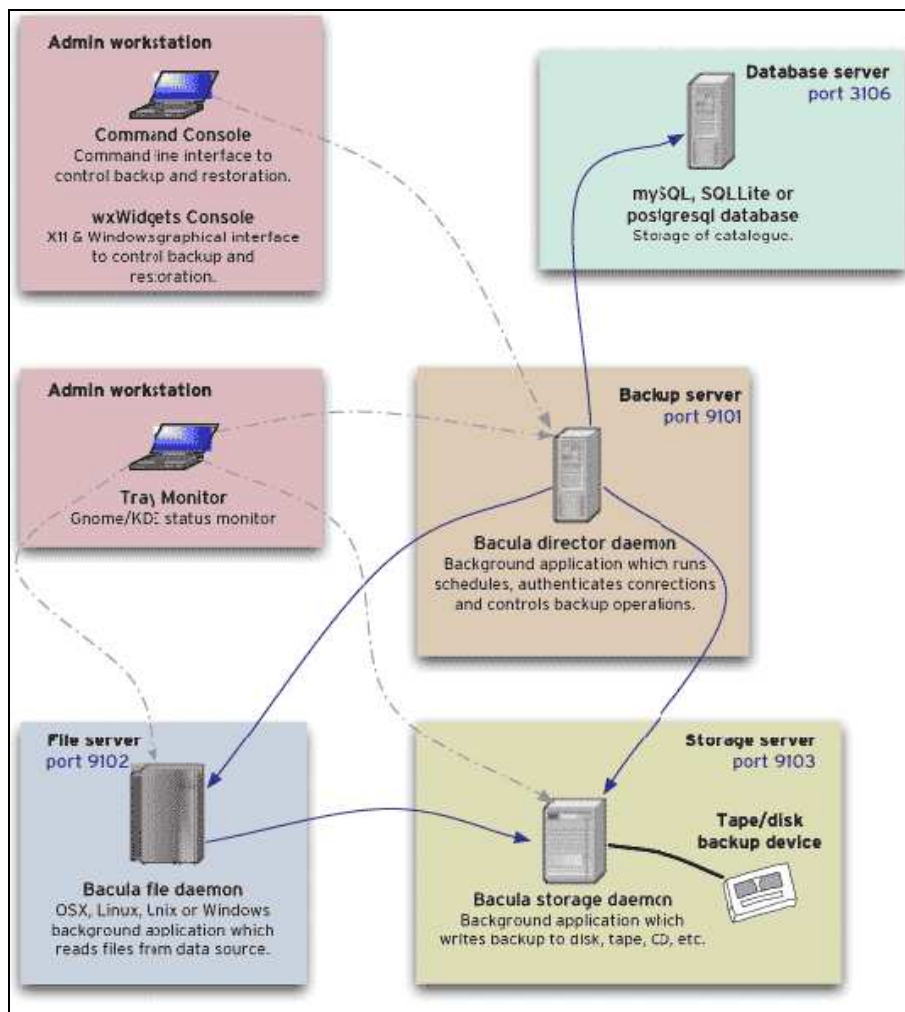 Admin workstation
Command Console
Command line interface to
control backup and restoration.
wxWidgets Console
X11 & Windowsgraphical interface
to control backup and
restoration.
Database server
port 3106
mySQL, SQLLite or
postgresql database
Storage of catalogue.
Admin workstation
Tray Monitor
Gnome/KDE status monitor
Backup server
port 9101
Bacula director daemon
Background application which runs
schedules, authenticates connections
and controls backup operations.
File server
port 9102
Bacula file daemon
OSX, Linux, Unix or Windows
background application which
reads files from data source.
Storage server
port 9103
Tape/disk
backup device
Bacula storage daemon
Background application which
writes backup to disk, tape, CD, etc.